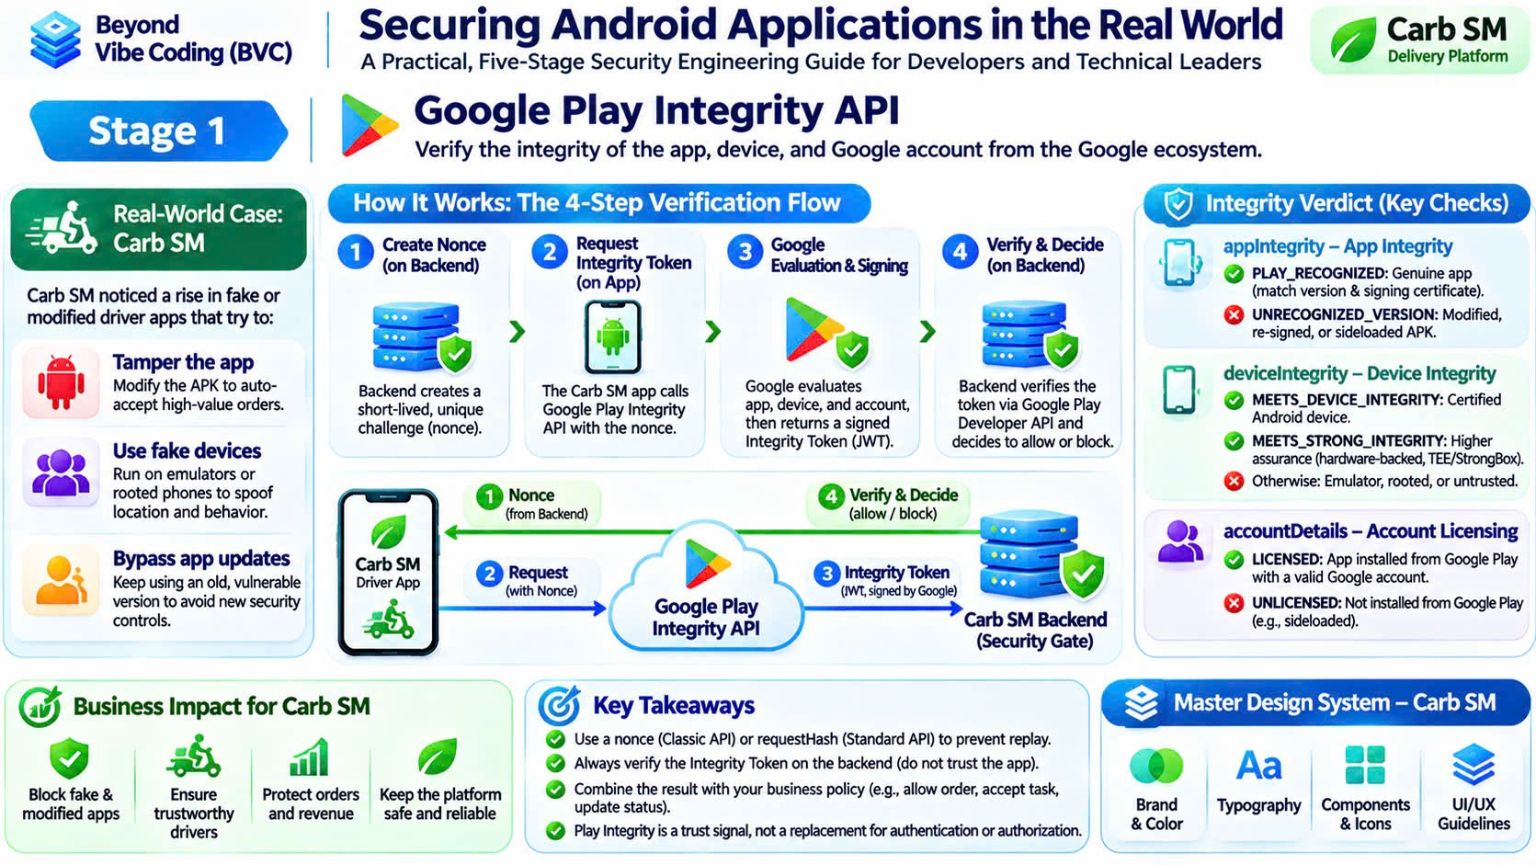 Beyond
Vibe Coding (BVC)
Securing Android Applications in the Real World
A Practical, Five-Stage Security Engineering Guide for Developers and Technical Leaders
Carb SM
Delivery Platform
Stage 1
Google Play Integrity API
Verify the integrity of the app, device, and Google account from the Google ecosystem.
Real-World Case:
Carb SM
Carb SM noticed a rise in fake or
modified driver apps that try to:
Tamper the app
Modify the APK to auto-
accept high-value orders.
Use fake devices
Run on emulators or
rooted phones to spoof
location and behavior.
Bypass app updates
Keep using an old, vulnerable
version to avoid new security
controls.
How It Works: The 4-Step Verification Flow
1
Create Nonce
(on Backend)
Backend creates a
short-lived, unique
challenge (nonce).
2
Request
Integrity Token
(on App)
The Carb SM app calls
Google Play Integrity
API with the nonce.
3
Google
Evaluation & Signing
Google evaluates
app, device, and account,
then returns a signed
Integrity Token (JWT).
4
Verify & Decide
(on Backend)
Backend verifies the
token via Google Play
Developer API and
decides to allow or block.
Carb SM
Driver App
1 Nonce
(from Backend)
4 Verify & Decide
(allow / block)
2 Request
(with Nonce)
Google Play
Integrity API
3 Integrity Token
(JWT, signed by Google)
Carb SM Backend
(Security Gate)
Integrity Verdict (Key Checks)
appIntegrity – App Integrity
PLAY_RECOGNIZED: Genuine app
(match version & signing certificate).
UNRECOGNIZED_VERSION: Modified,
re-signed, or sideloaded APK.
deviceIntegrity – Device Integrity
MEETS_DEVICE_INTEGRITY: Certified
Android device.
MEETS_STRONG_INTEGRITY: Higher
assurance (hardware-backed, TEE/StrongBox).
Otherwise: Emulator, rooted, or untrusted.
accountDetails – Account Licensing
LICENSED: App installed from Google Play
with a valid Google account.
UNLICENSED: Not installed from Google Play
(e.g., sideloaded).
Business Impact for Carb SM
Block fake &
modified apps
Ensure
trustworthy
drivers
Protect orders
and revenue
Keep the platform
safe and reliable
Key Takeaways
Use a nonce (Classic API) or requestHash (Standard API) to prevent replay.
Always verify the Integrity Token on the backend (do not trust the app).
Combine the result with your business policy (e.g., allow order, accept task,
update status).
Play Integrity is a trust signal, not a replacement for authentication or authorization.
Master Design System – Carb SM
Brand
& Color
Aa
Typography
Components
& Icons
UI/UX
Guidelines